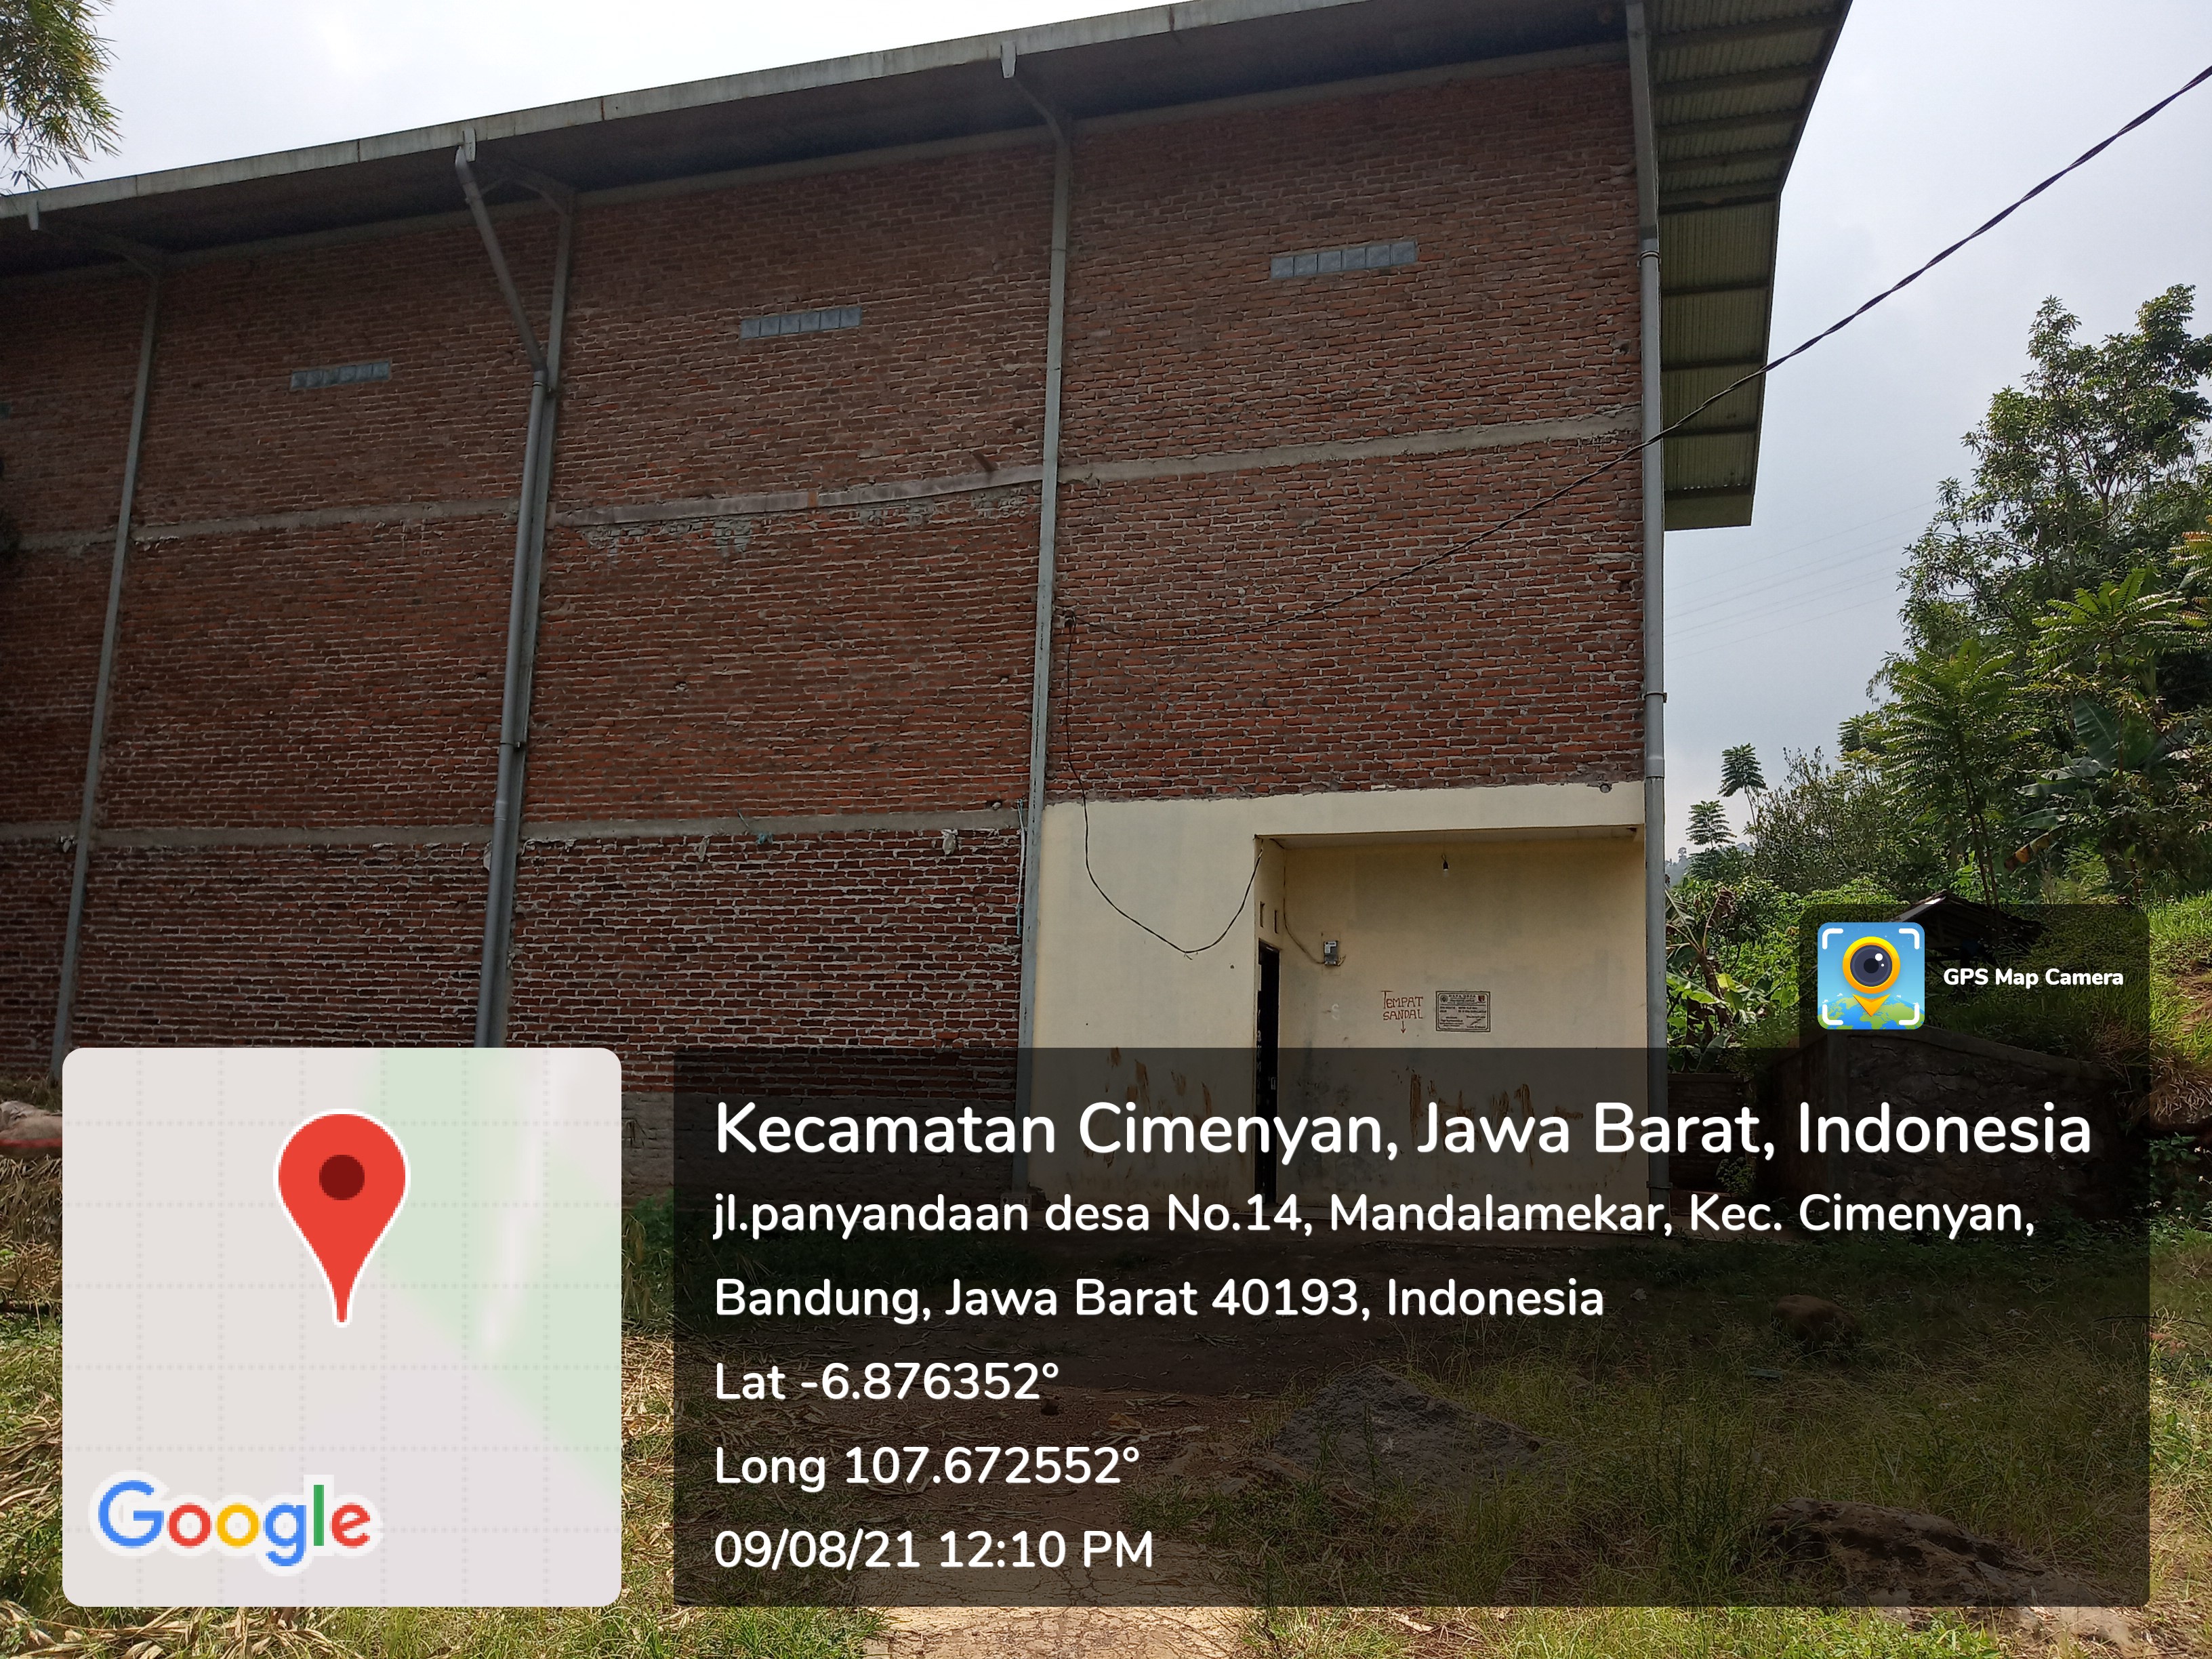 TEMPAT
SANDAL
GPS Map Camera
Kecamatan Cimenyan, Jawa Barat, Indonesia
jl.panyandaan desa No.14, Mandalamekar, Kec. Cimenyan,
Bandung, Jawa Barat 40193, Indonesia
Lat -6.876352°
Long 107.672552°
09/08/21 12:10 PM
Google